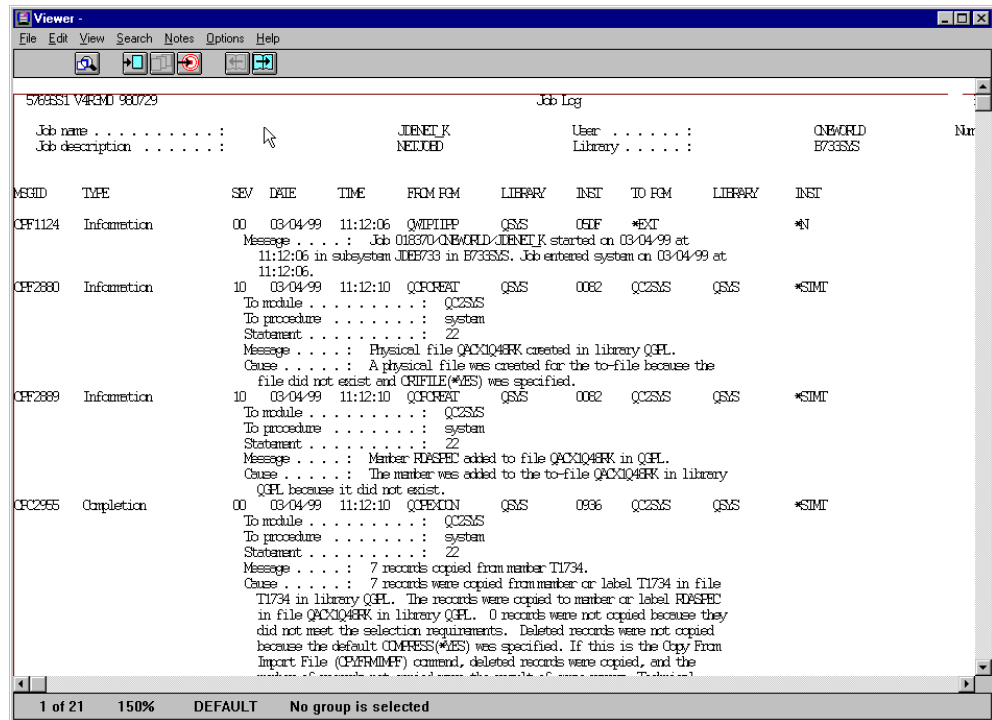 Viewer -
File Edit View Search Notes Options Help
5769SS1 V4R3M0 980729 Job Log
Job name . . . . . . . . . . : JDENET_K User . . . . . . : ONEWORLD Num
Job description . . . . . . : NETJOBD Library . . . . . : B733SYS
MSGID TYPE SEV DATE TIME FROM PGM LIBRARY INST TO PGM LIBRARY INST
CPF1124 Information 00 03/04/99 11:12:06 QWTPIIPP QSYS 05DF *EXT *N
Message . . . . : Job 018370/ONEWORLD/JDENET_K started on 03/04/99 at
11:12:06 in subsystem JDEB733 in B733SYS. Job entered system on 03/04/99 at
11:12:06.
CPF2880 Information 10 03/04/99 11:12:10 QCPCREAT QSYS 0082 QC2SYS QSYS *STMT
To module . . . . . . . . . : QC2SYS
To procedure . . . . . . . : system
Statement . . . . . . . . . : 22
Message . . . . : Physical file QACX1Q48RK created in library QGPL.
Cause . . . . . : A physical file was created for the to-file because the
file did not exist and CRTFILE(*YES) was specified.
CPF2889 Information 10 03/04/99 11:12:10 QCPCREAT QSYS 0082 QC2SYS QSYS *STMT
To module . . . . . . . . . : QC2SYS
To procedure . . . . . . . : system
Statement . . . . . . . . . : 22
Message . . . . : Member RDASPEC added to file QACX1Q48RK in QGPL.
Cause . . . . . : The member was added to the to-file QACX1Q48RK in library
QGPL because it did not exist.
CPC2955 Completion 00 03/04/99 11:12:10 QCPEXCON QSYS 0936 QC2SYS QSYS *STMT
To module . . . . . . . . . : QC2SYS
To procedure . . . . . . . : system
Statement . . . . . . . . . : 22
Message . . . . : 7 records copied from member T1734.
Cause . . . . . : 7 records were copied from member or label T1734 in file
T1734 in library QGPL. The records were copied to member or label RDASPEC
in file QACX1Q48RK in library QGPL. 0 records were not copied because they
did not meet the selection requirements. Deleted records were not copied
because the default COMPRESS(*YES) was specified. If this is the Copy From
Import File (CPYFRMIMPF) command, deleted records were copied, and the
1 of 21 150% DEFAULT No group is selected